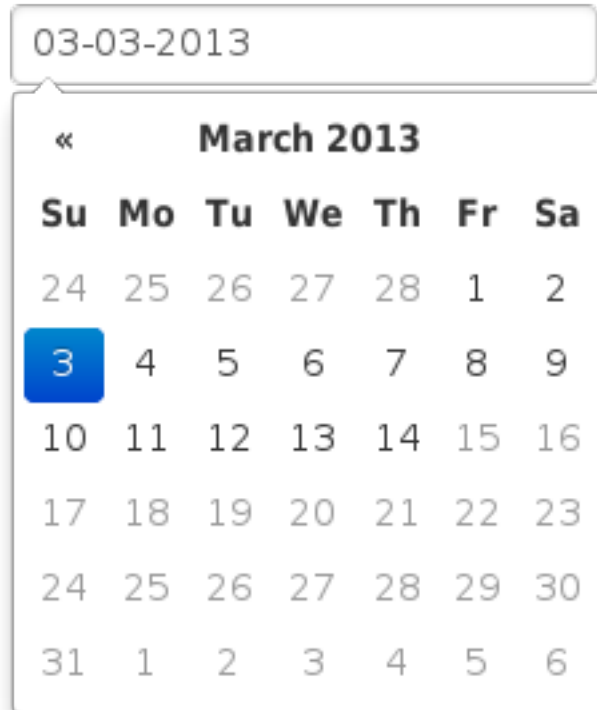 03-03-2013
« March 2013
Su Mo Tu We Th Fr Sa
24 25 26 27 28 1 2
3 4 5 6 7 8 9
10 11 12 13 14 15 16
17 18 19 20 21 22 23
24 25 26 27 28 29 30
31 1 2 3 4 5 6